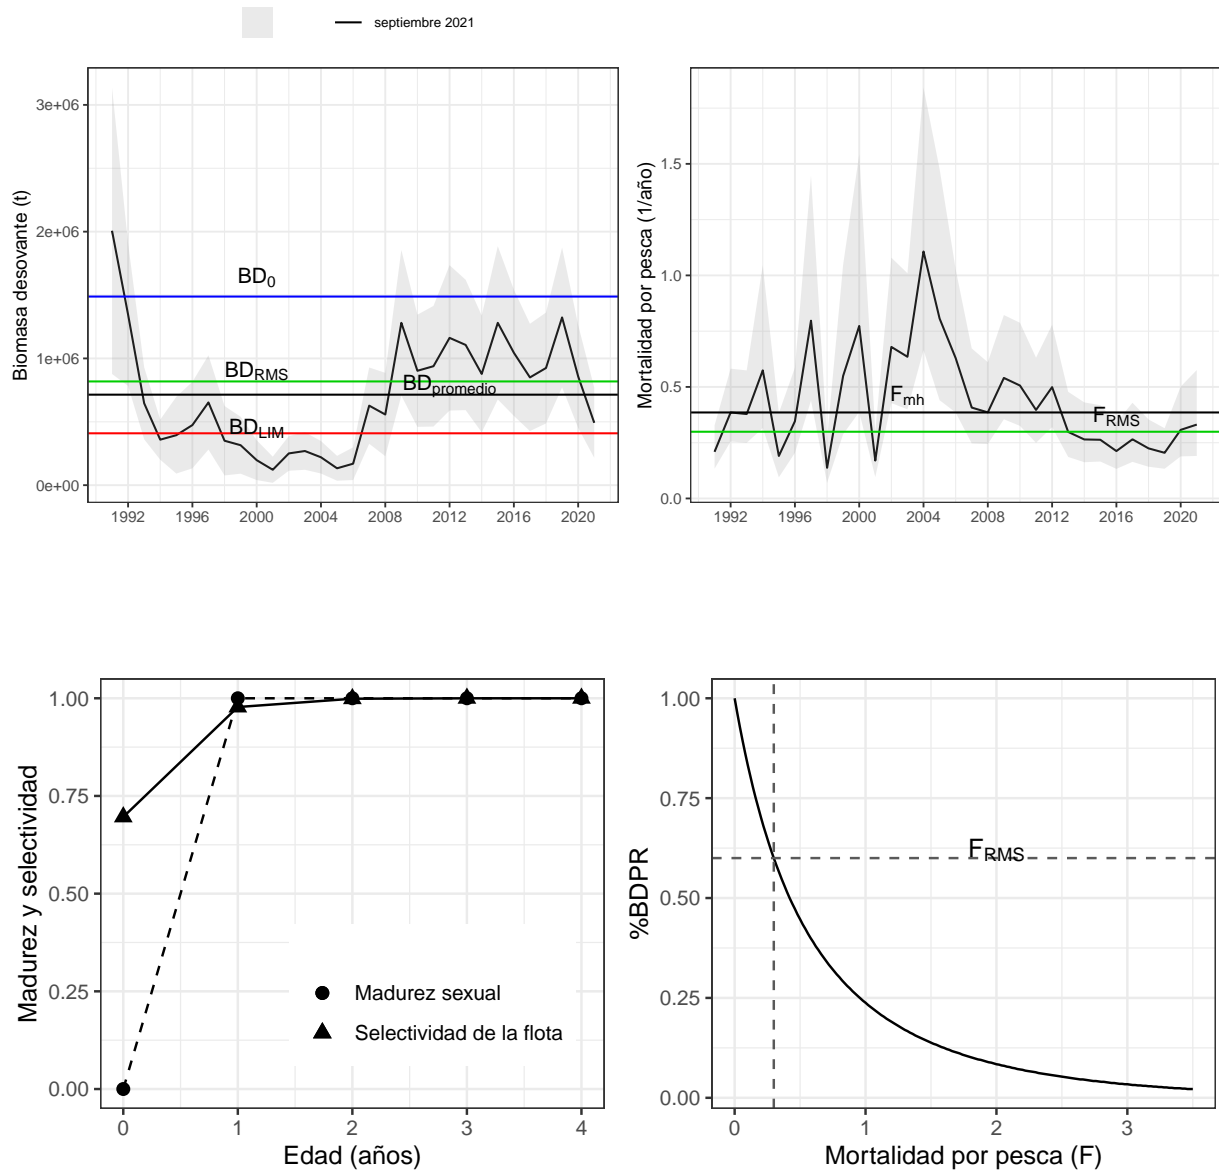 septiembre 2021
Biomasa desovante (t)
3e+06
2e+06
1e+06
0e+00
BD0
BDRMS
BDpromedio
BDLIM
1992 1996 2000 2004 2008 2012 2016 2020
Mortalidad por pesca (1/año)
1.5
1.0
0.5
0.0
Fmh
FRMS
1992 1996 2000 2004 2008 2012 2016 2020
Madurez y selectividad
1.00
0.75
0.50
0.25
0.00
Madurez sexual
Selectividad de la flota
0 1 2 3 4
Edad (años)
%BDPR
1.00
0.75
0.50
0.25
0.00
FRMS
0 1 2 3
Mortalidad por pesca (F)